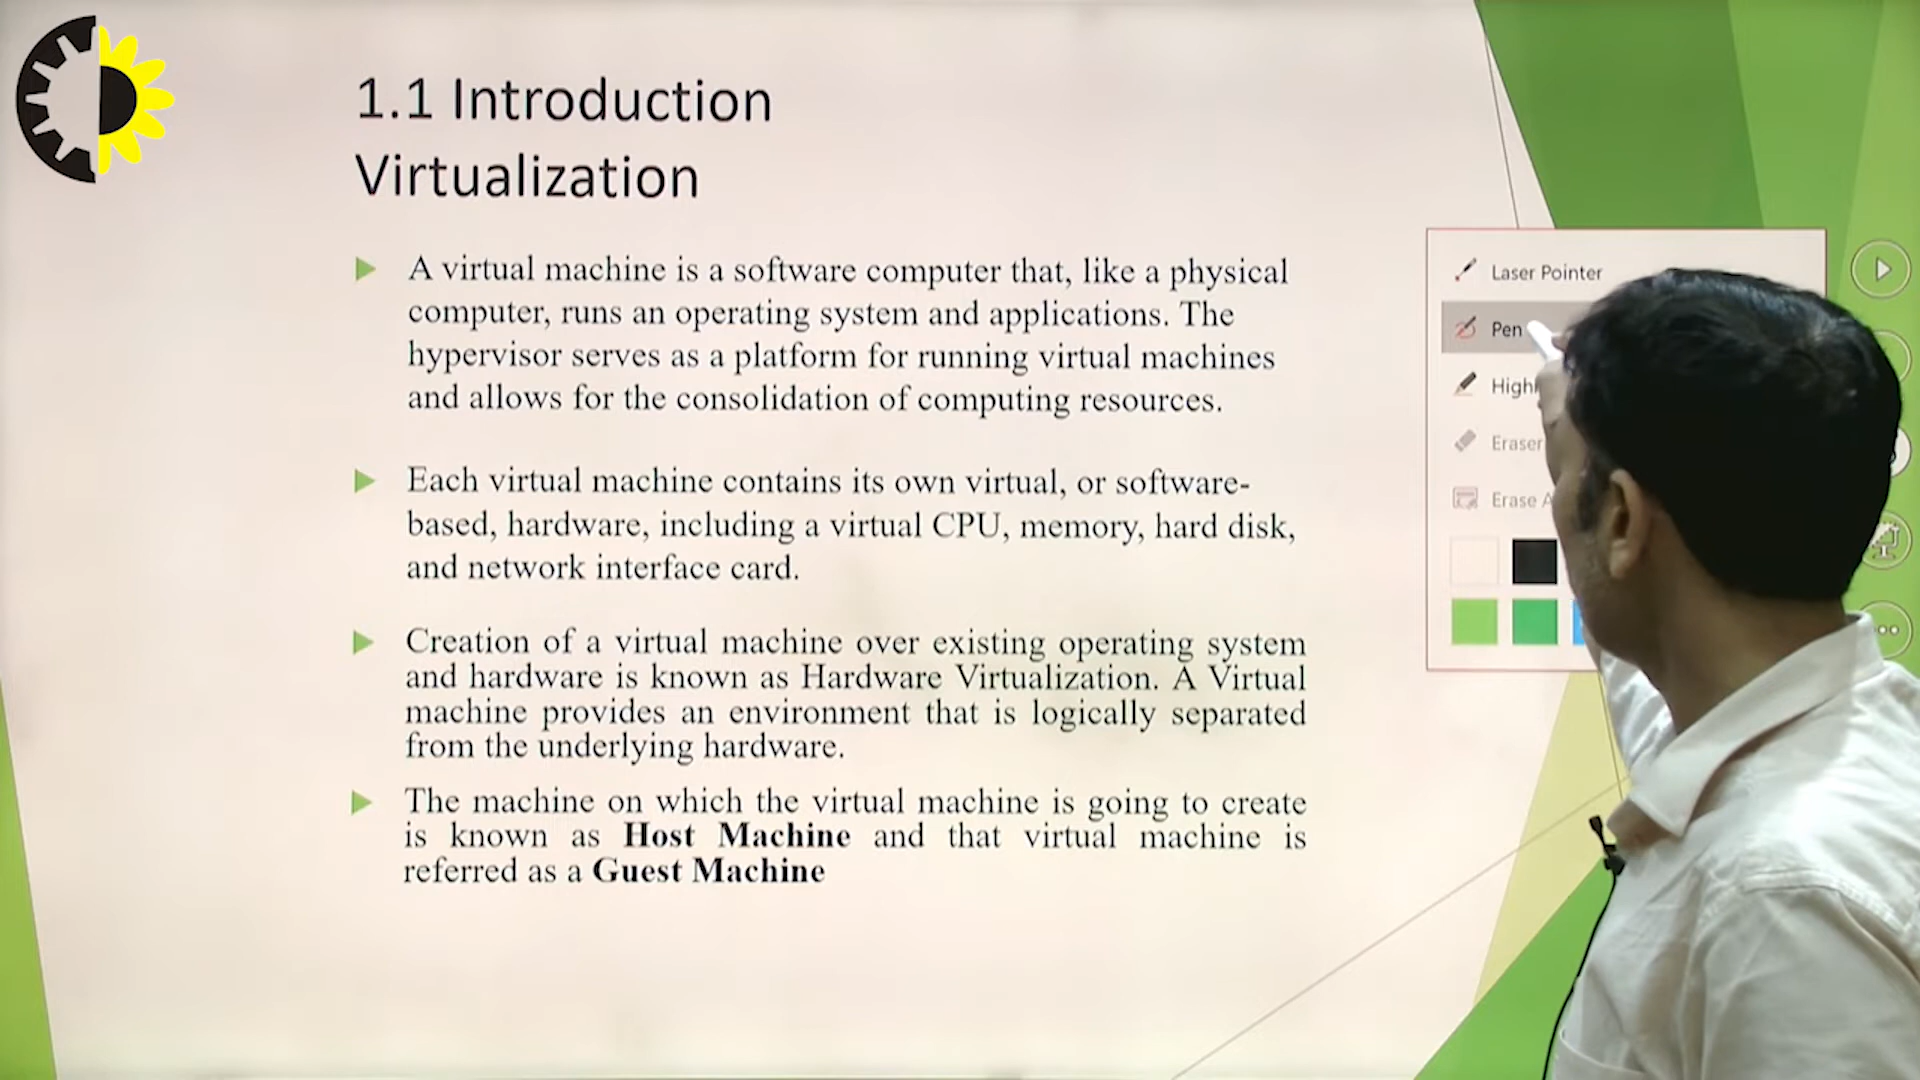 1.1 Introduction
Virtualization
A virtual machine is a software computer that, like a physical
computer, runs an operating system and applications. The
hypervisor serves as a platform for running virtual machines
and allows for the consolidation of computing resources.
Each virtual machine contains its own virtual, or software-
based, hardware, including a virtual CPU, memory, hard disk,
and network interface card.
Creation of a virtual machine over existing operating system
and hardware is known as Hardware Virtualization. A Virtual
machine provides an environment that is logically separated
from the underlying hardware.
The machine on which the virtual machine is going to create
is known as Host Machine and that virtual machine is
referred as a Guest Machine
Laser Pointer
Pen
Eraser
Erase